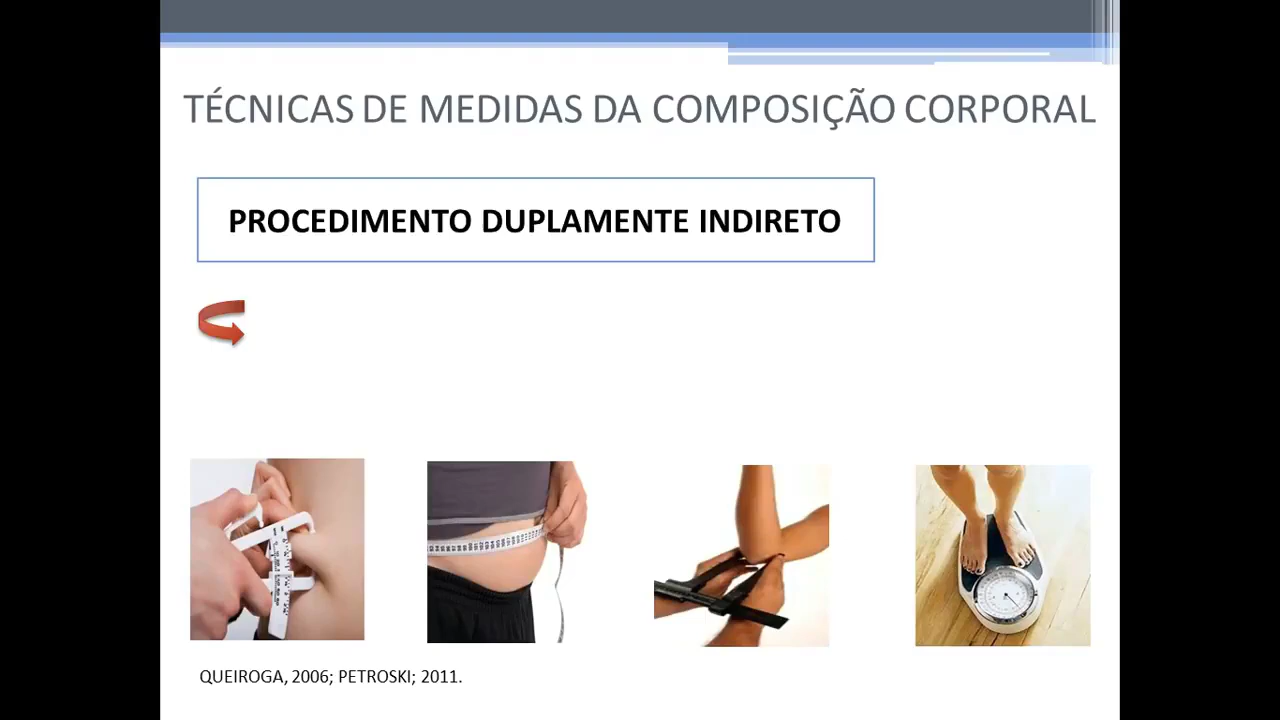 TÉCNICAS DE MEDIDAS DA COMPOSIÇÃO CORPORAL
PROCEDIMENTO DUPLAMENTE INDIRETO
QUEIROGA, 2006; PETROSKI; 2011.